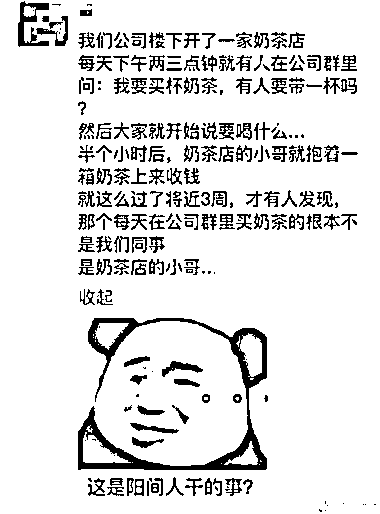 我们公司楼下开了一家奶茶店
每天下午两三点钟就有人在公司群里
问：我要买杯奶茶，有人要带一杯吗
？
然后大家就开始说要喝什么...
半个小时后，奶茶店的小哥就抱着一
箱奶茶上来收钱
就这么过了将近3周，才有人发现，
那个每天在公司群里买奶茶的根本不
是我们同事
是奶茶店的小哥...
收起
这是阳间人干的事？